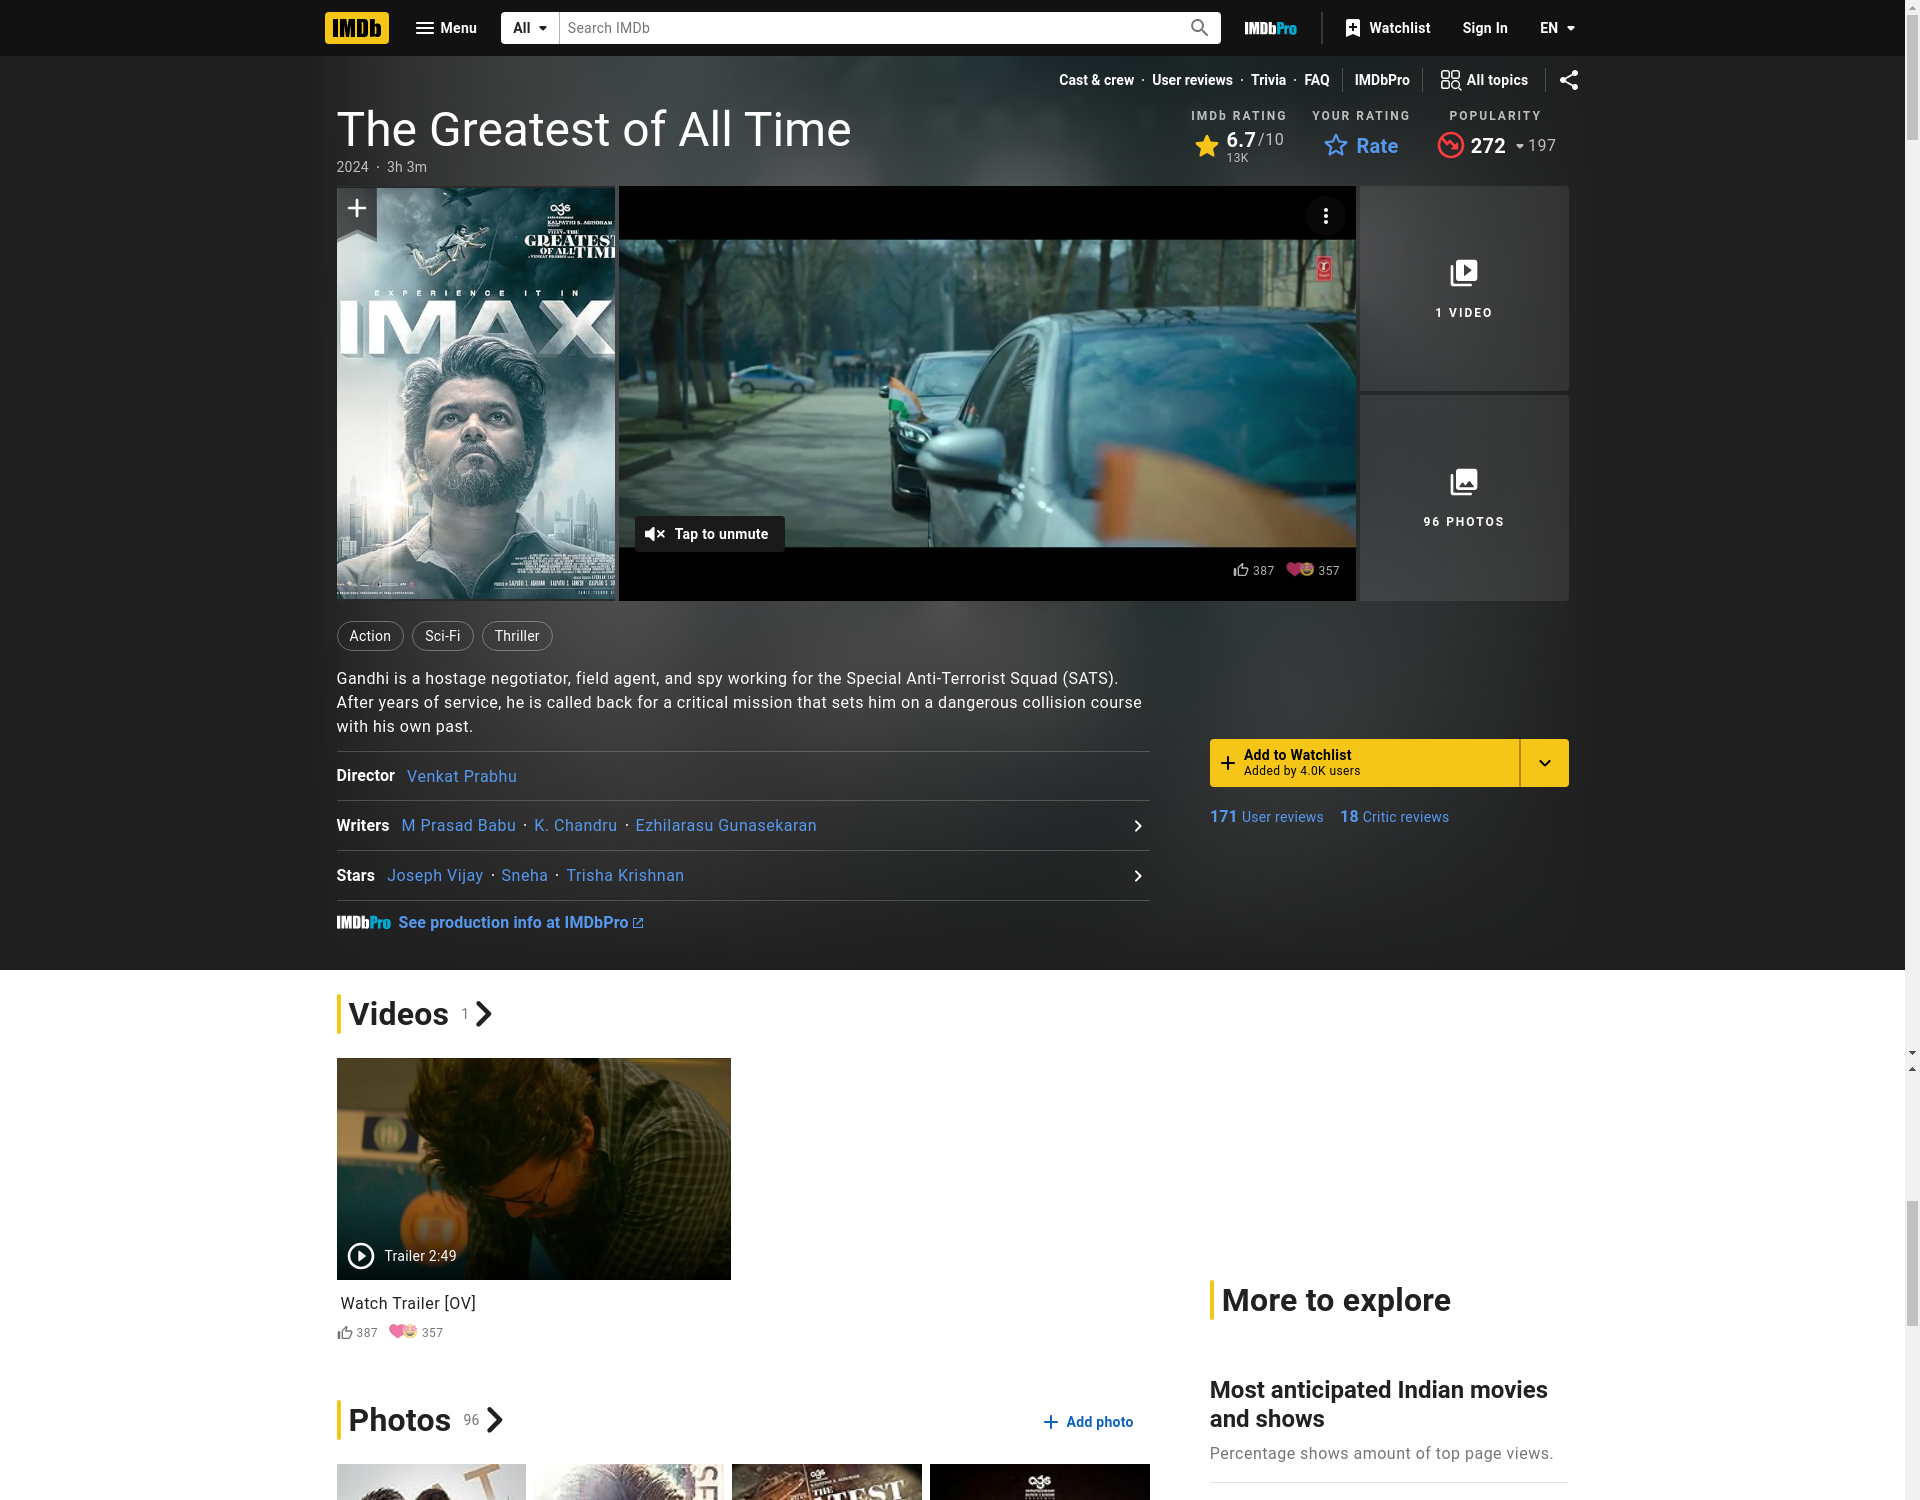 IMDb
Menu
All
Search IMDb
IMDbPro
Watchlist
Sign In
EN
Cast & crew · User reviews · Trivia · FAQ
IMDbPro
All topics
The Greatest of All Time
2024 · 3h 3m
IMDb RATING
6.7/10
13K
YOUR RATING
Rate
POPULARITY
272
197
ags
KALPATHI S. AGHORAM
GREATEST
OF ALL TIME
EXPERIENCE IT IN
IMAX
Tap to unmute
387
357
1 VIDEO
96 PHOTOS
Action
Sci-Fi
Thriller
Gandhi is a hostage negotiator, field agent, and spy working for the Special Anti-Terrorist Squad (SATS).
After years of service, he is called back for a critical mission that sets him on a dangerous collision course
with his own past.
Director Venkat Prabhu
Writers M Prasad Babu · K. Chandru · Ezhilarasu Gunasekaran
Stars Joseph Vijay · Sneha · Trisha Krishnan
IMDbPro See production info at IMDbPro
Add to Watchlist
Added by 4.0K users
171 User reviews 18 Critic reviews
Videos 1
Trailer 2:49
Watch Trailer [OV]
387 357
Photos 96
Add photo
More to explore
Most anticipated Indian movies
and shows
Percentage shows amount of top page views.